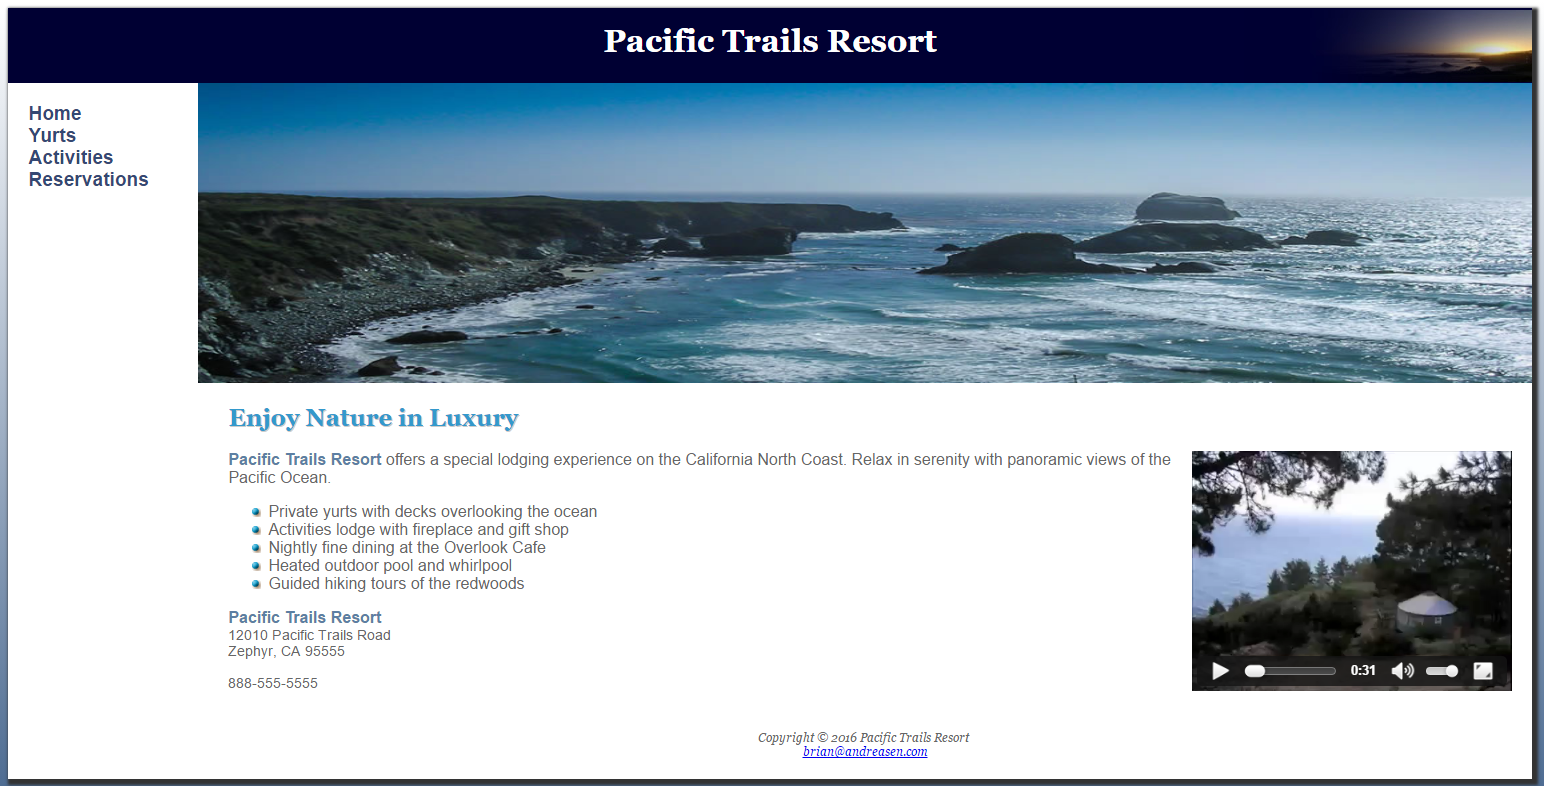 Pacific Trails Resort
Home
Yurts
Activities
Reservations
Enjoy Nature in Luxury
Pacific Trails Resort offers a special lodging experience on the California North Coast. Relax in serenity with panoramic views of the
Pacific Ocean.
Private yurts with decks overlooking the ocean
Activities lodge with fireplace and gift shop
Nightly fine dining at the Overlook Cafe
Heated outdoor pool and whirlpool
Guided hiking tours of the redwoods
Pacific Trails Resort
12010 Pacific Trails Road
Zephyr, CA 95555
888-555-5555
0:31
Copyright © 2016 Pacific Trails Resort
brian@andreasen.com